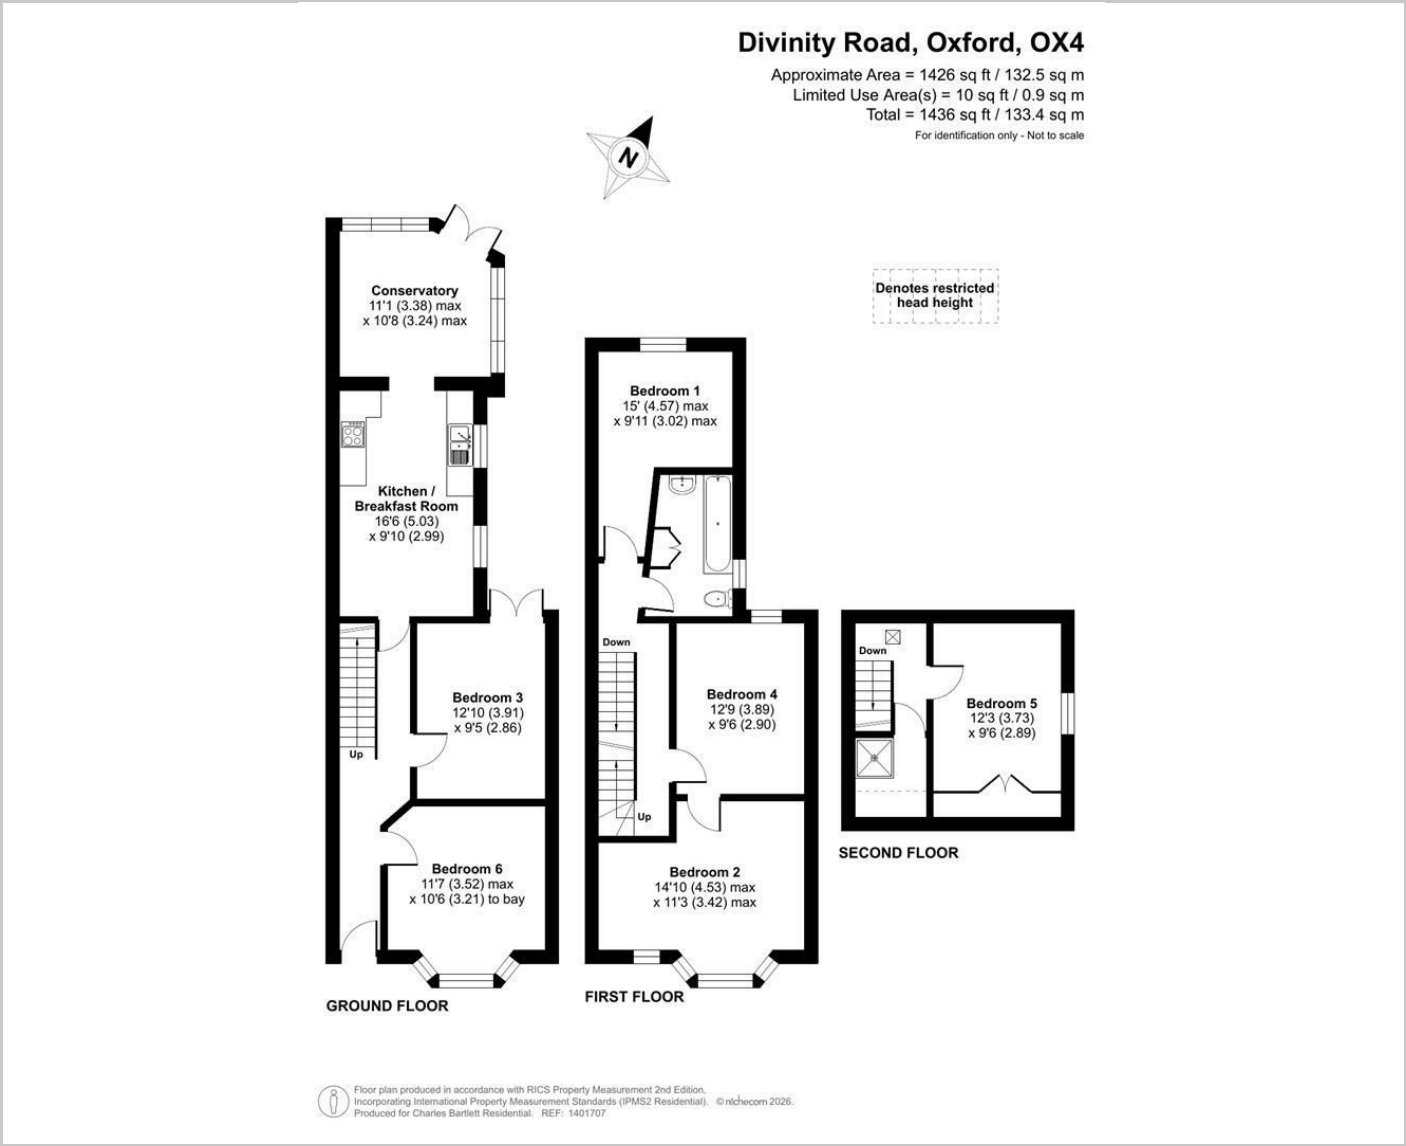 Divinity Road, Oxford, OX4
Approximate Area = 1426 sq ft / 132.5 sq m
Limited Use Area(s) = 10 sq ft / 0.9 sq m
Total = 1436 sq ft / 133.4 sq m
For identification only - Not to scale
N
Denotes restricted
head height
Conservatory
11'1 (3.38) max
x 10'8 (3.24) max
Kitchen /
Breakfast Room
16'6 (5.03)
x 9'10 (2.99)
Up
Bedroom 3
12'10 (3.91)
x 9'5 (2.86)
Bedroom 6
11'7 (3.52) max
x 10'6 (3.21) to bay
GROUND FLOOR
Bedroom 1
15' (4.57) max
x 9'11 (3.02) max
Down
Bedroom 4
12'9 (3.89)
x 9'6 (2.90)
Up
Bedroom 2
14'10 (4.53) max
x 11'3 (3.42) max
FIRST FLOOR
Down
Bedroom 5
12'3 (3.73)
x 9'6 (2.89)
SECOND FLOOR
Floor plan produced in accordance with RICS Property Measurement 2nd Edition,
Incorporating International Property Measurement Standards (IPMS2 Residential). © nichecom 2026.
Produced for Charles Bartlett Residential. REF: 1401707